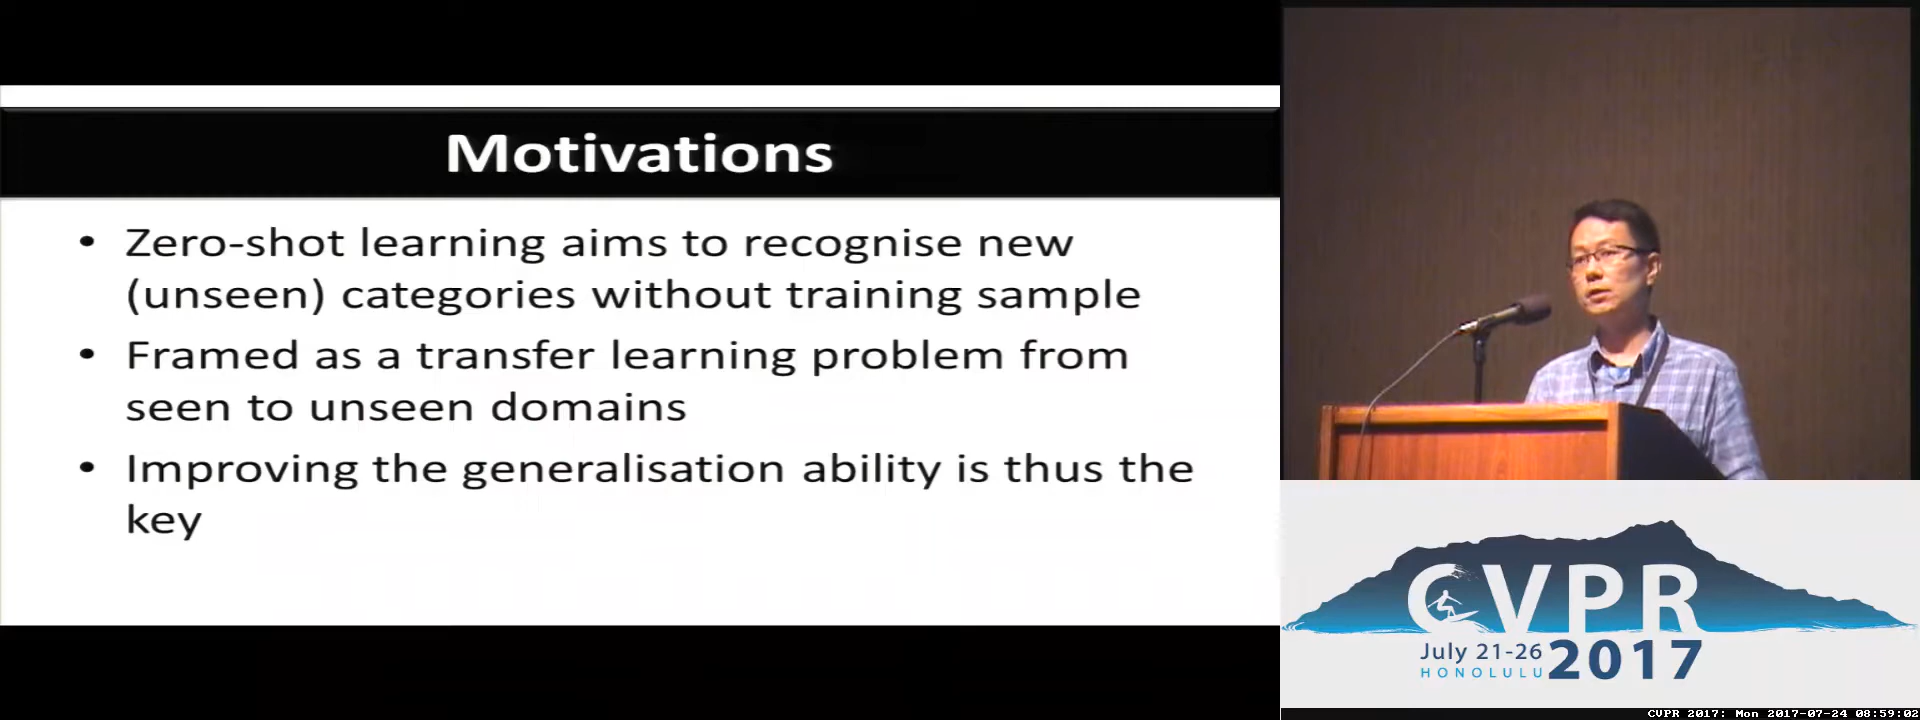 Motivations
• Zero-shot learning aims to recognise new
(unseen) categories without training sample
• Framed as a transfer learning problem from
seen to unseen domains
• Improving the generalisation ability is thus the
key
CVPR
July 21-26
HONOLULU
2017
CVPR 2017: Mon 2017-07-24 08:59:02